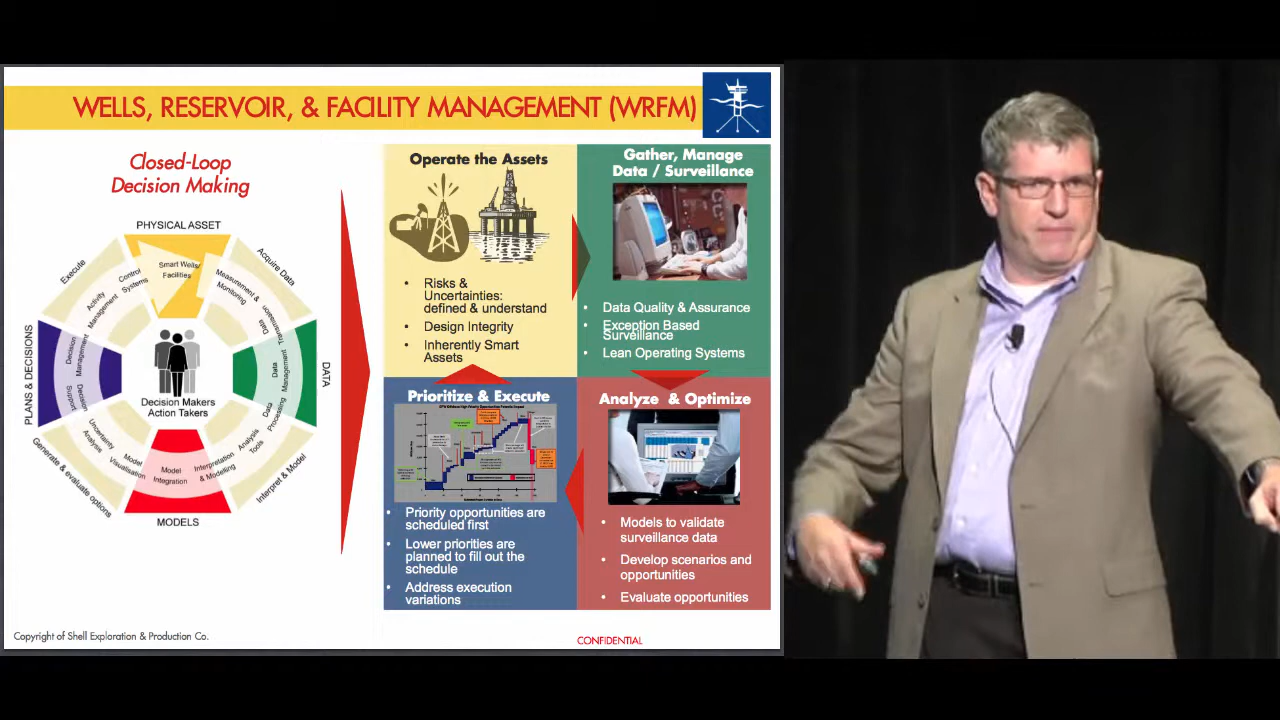 WELLS, RESERVOIR, & FACILITY MANAGEMENT (WRFM)
Closed-Loop
Decision Making
PHYSICAL ASSET
Execute
Acquire Data
Control
Systems
Smart Wells/
Facilities
Measurement &
Monitoring
Activity
Management
Data
Transmission
PLANS & DECISIONS
Decision
Management
Decision
Support
Decision Makers
Action Takers
Data
Management
Data
Processing
DATA
Uncertainty
Analysis
Model
Visualisation
Model
Integration
Interpretation
& Modelling
Analysis
Tools
Generate & evaluate options
Interpret & Model
MODELS
Operate the Assets
• Risks &
Uncertainties:
defined & understand
• Design Integrity
• Inherently Smart
Assets
Gather, Manage
Data / Surveillance
• Data Quality & Assurance
• Exception Based
Surveillance
• Lean Operating Systems
Prioritize & Execute
• Priority opportunities are
scheduled first
• Lower priorities are
planned to fill out the
schedule
• Address execution
variations
Analyze & Optimize
• Models to validate
surveillance data
• Develop scenarios and
opportunities
• Evaluate opportunities
Copyright of Shell Exploration & Production Co.
CONFIDENTIAL